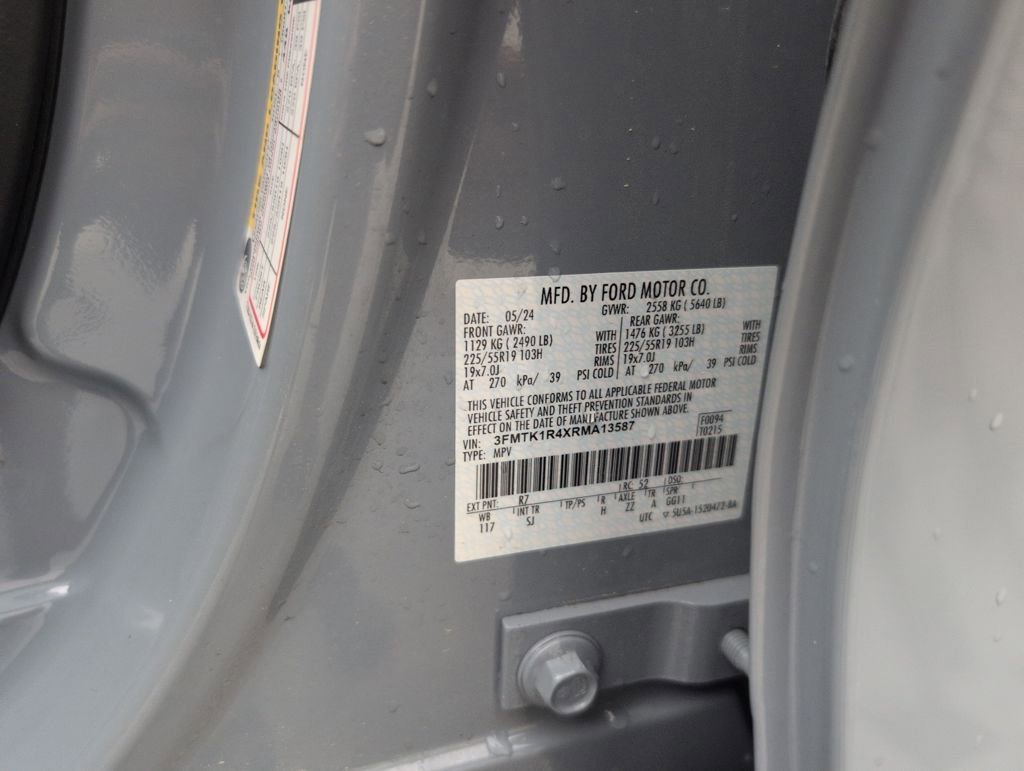 MFD. BY FORD MOTOR CO.
DATE: 05/24 GVWR: 2558 KG ( 5640 LB)
FRONT GAWR: REAR GAWR:
1129 KG ( 2490 LB) WITH 1476 KG ( 3255 LB) WITH
225/55R19 103H TIRES 225/55R19 103H TIRES
19x7.0J RIMS 19x7.0J RIMS
AT 270 kPa/ 39 PSI COLD AT 270 kPa/ 39 PSI COLD
THIS VEHICLE CONFORMS TO ALL APPLICABLE FEDERAL MOTOR
VEHICLE SAFETY AND THEFT PREVENTION STANDARDS IN
EFFECT ON THE DATE OF MANUFACTURE SHOWN ABOVE.
VIN: 3FMTK1R4XRMA13587 F0094
TYPE: MPV T0215
EXT PNT: R7 RC: 52 DSO:
WB INT TR TP/PS R AXLE TR SPR
117 SJ H ZZ A GG11
UTC ▽ 5U5A-1520472-BA